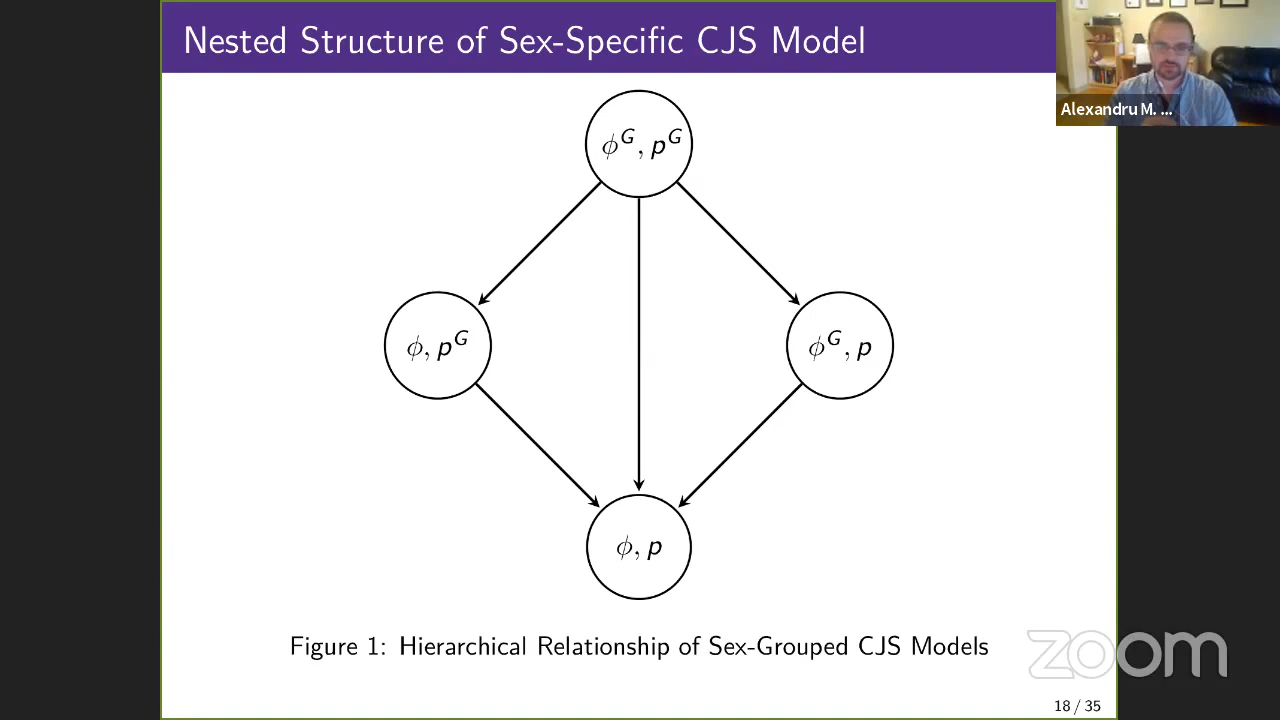 Nested Structure of Sex-Specific CJS Model
Alexandru M. ...
ϕ^G, p^G
ϕ, p^G
ϕ^G, p
ϕ, p
Figure 1: Hierarchical Relationship of Sex-Grouped CJS Models
zoom
18 / 35